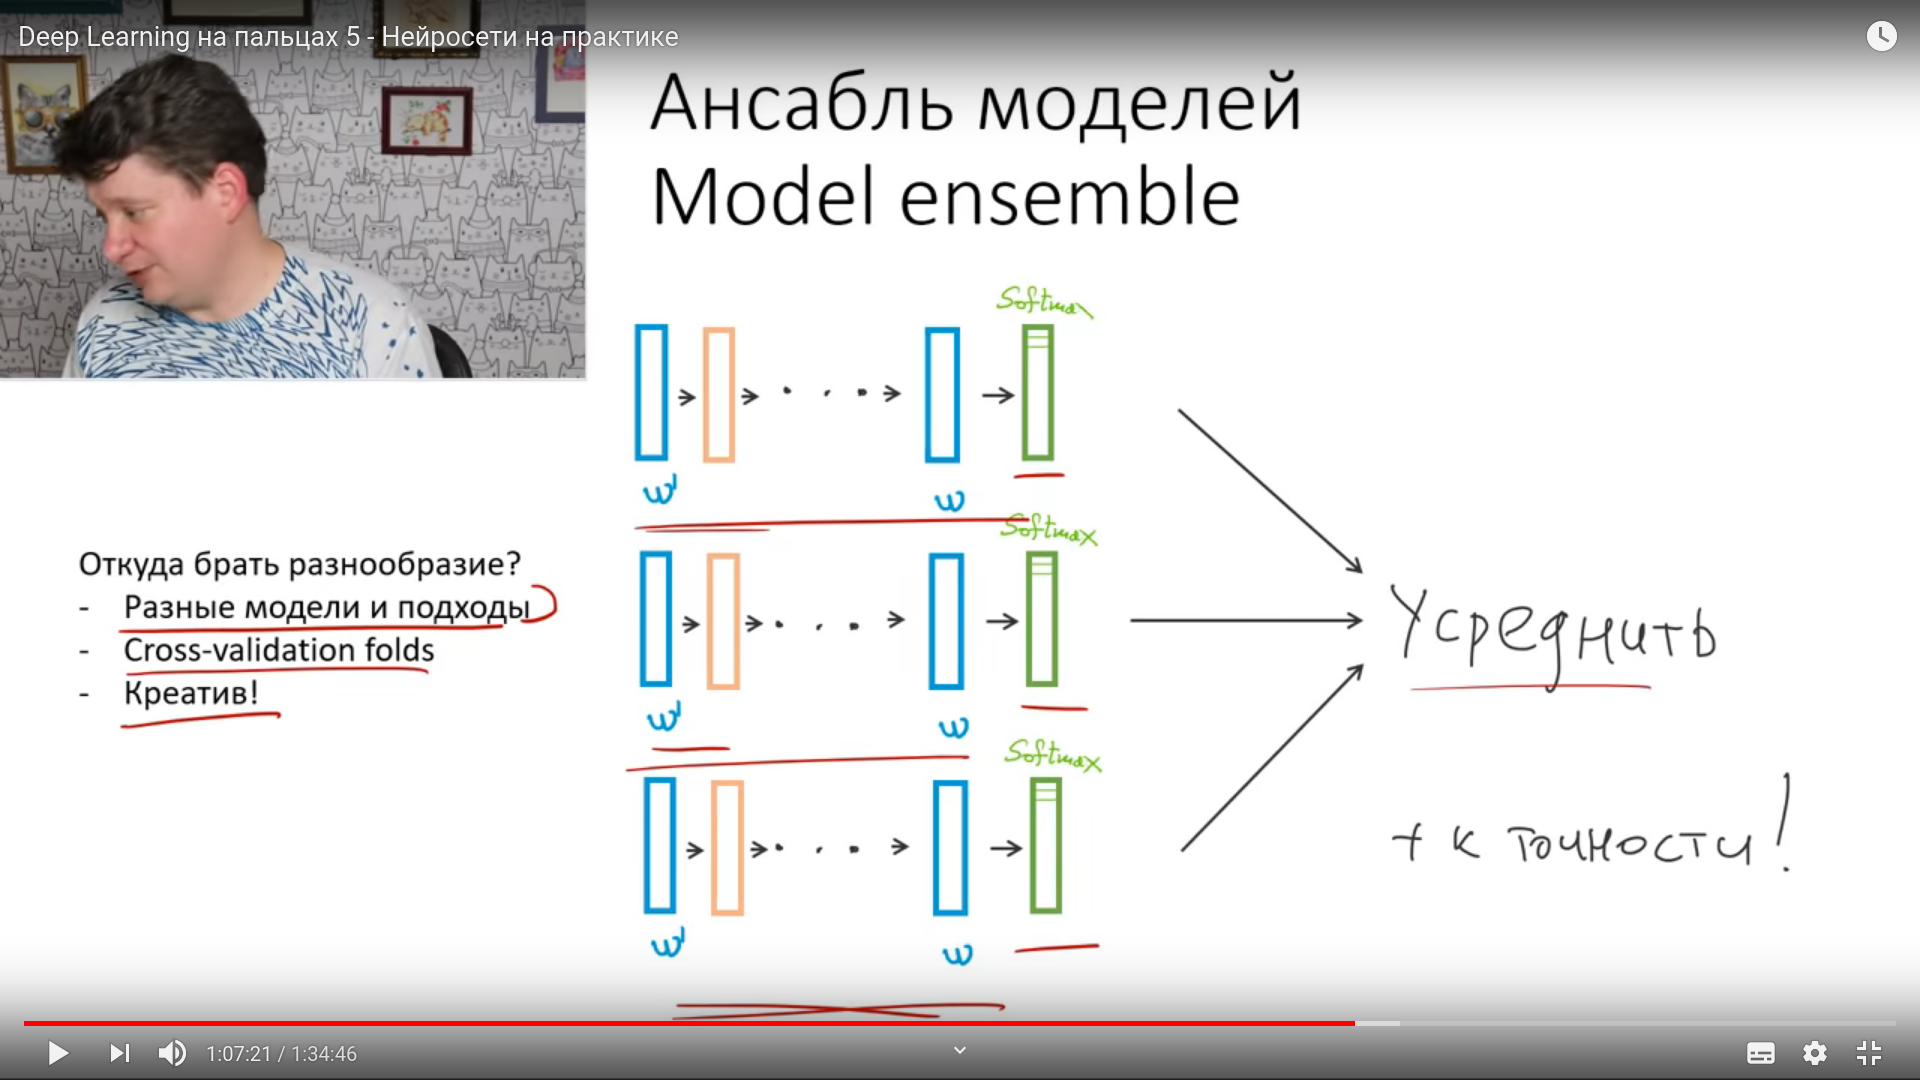 Deep Learning на пальцах 5 - Нейросети на практике
Ансабль моделей
Model ensemble
Softmax
ω
ω
Откуда брать разнообразие?
- Разные модели и подходы
- Cross-validation folds
- Креатив!
Softmax
ω
ω
Усреднить
Softmax
ω
ω
+ к точности!
1:07:21 / 1:34:46